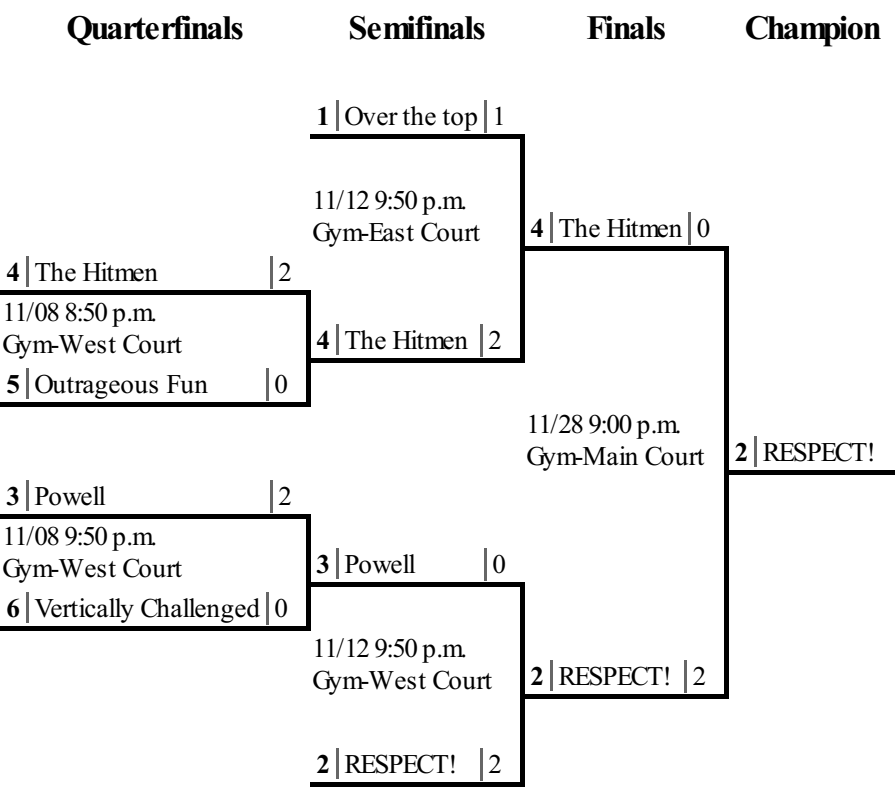 Quarterfinals Semifinals Finals Champion
1 Over the top 1
11/12 9:50 p.m.
Gym-East Court
4 The Hitmen 0
4 The Hitmen 2
11/08 8:50 p.m.
Gym-West Court
4 The Hitmen 2
5 Outrageous Fun 0
11/28 9:00 p.m.
Gym-Main Court
2 RESPECT!
3 Powell 2
11/08 9:50 p.m.
Gym-West Court
3 Powell 0
6 Vertically Challenged 0
11/12 9:50 p.m.
Gym-West Court
2 RESPECT! 2
2 RESPECT! 2